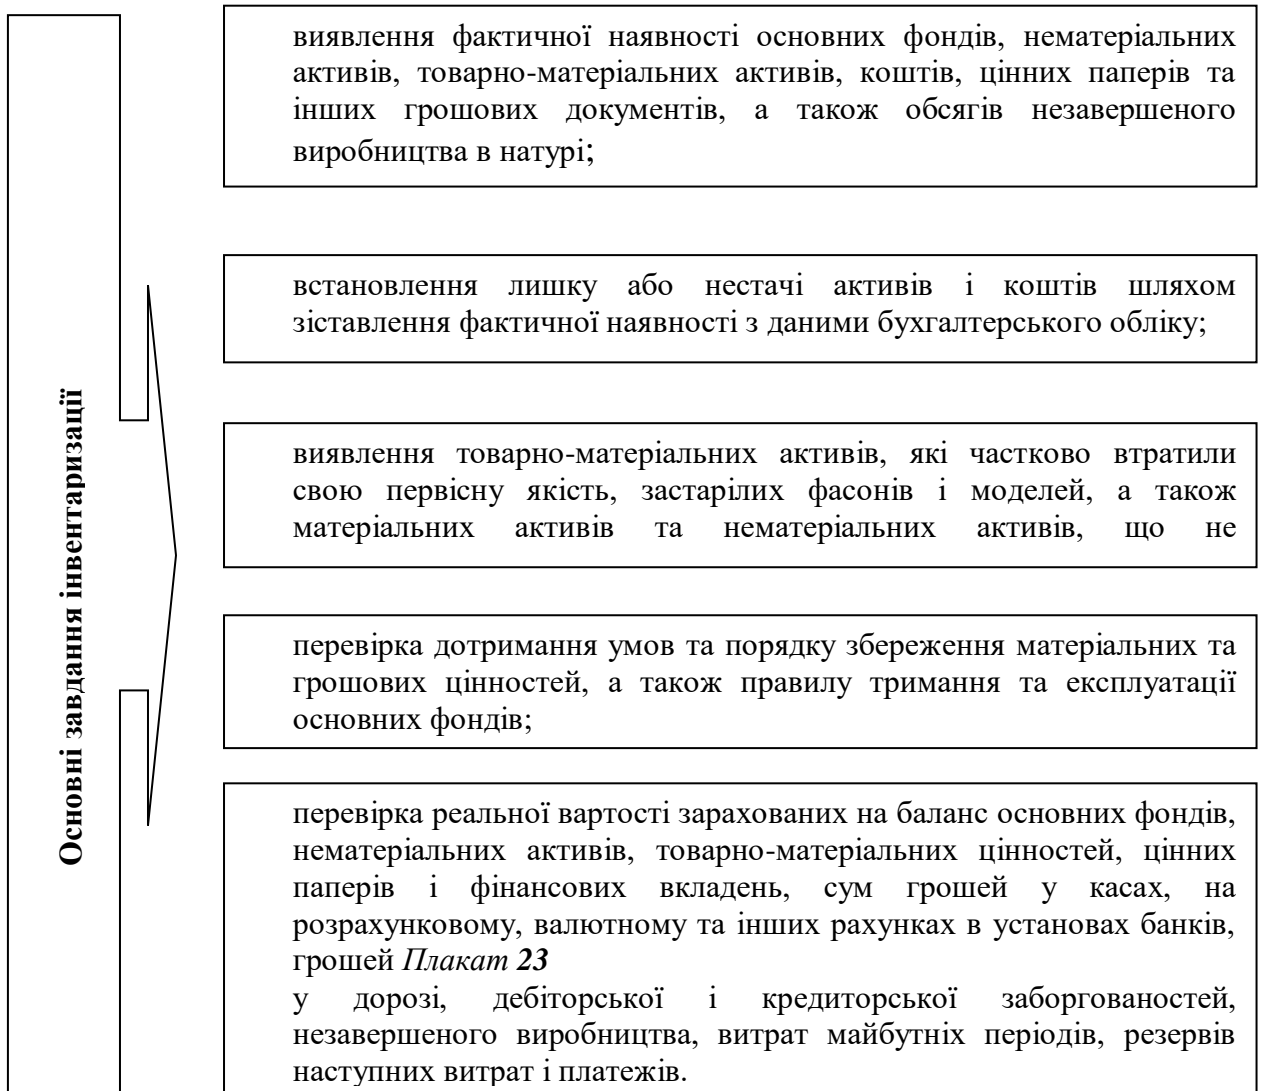 Основні завдання інвентаризації
виявлення фактичної наявності основних фондів, нематеріальних
активів, товарно-матеріальних активів, коштів, цінних паперів та
інших грошових документів, а також обсягів незавершеного
виробництва в натурі;
встановлення лишку або нестачі активів і коштів шляхом
зіставлення фактичної наявності з даними бухгалтерського обліку;
виявлення товарно-матеріальних активів, які частково втратили
свою первісну якість, застарілих фасонів і моделей, а також
матеріальних активів та нематеріальних активів, що не
перевірка дотримання умов та порядку збереження матеріальних та
грошових цінностей, а також правилу тримання та експлуатації
основних фондів;
перевірка реальної вартості зарахованих на баланс основних фондів,
нематеріальних активів, товарно-матеріальних цінностей, цінних
паперів і фінансових вкладень, сум грошей у касах, на
розрахунковому, валютному та інших рахунках в установах банків,
грошей Плакат 23
у дорозі, дебіторської і кредиторської заборгованостей,
незавершеного виробництва, витрат майбутніх періодів, резервів
наступних витрат і платежів.